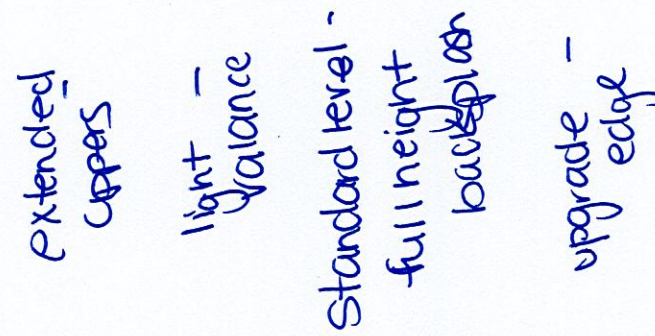 extended -
uppers
light -
valance
Standard level -
full height
backsplash
upgrade -
edge